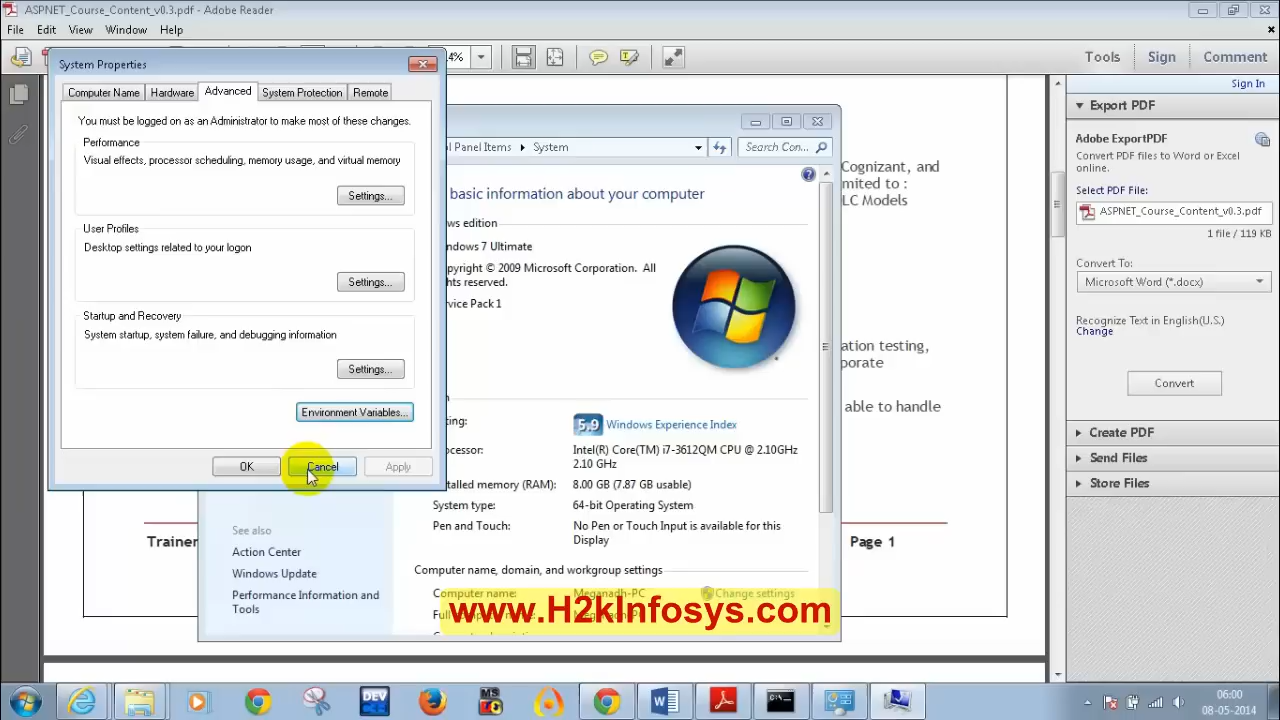 ASPNET_Course_Content_v0.3.pdf - Adobe Reader
File Edit View Window Help
4%
Tools Sign Comment
Sign In
System Properties
Computer Name Hardware Advanced System Protection Remote
You must be logged on as an Administrator to make most of these changes.
Performance
Visual effects, processor scheduling, memory usage, and virtual memory
Settings...
User Profiles
Desktop settings related to your logon
Settings...
Startup and Recovery
System startup, system failure, and debugging information
Settings...
Environment Variables...
OK Cancel Apply
l Panel Items System
Search Con...
basic information about your computer
ws edition
ndows 7 Ultimate
pyright © 2009 Microsoft Corporation. All
hts reserved.
rvice Pack 1
ting:
5.9 Windows Experience Index
ocessor:
Intel(R) Core(TM) i7-3612QM CPU @ 2.10GHz
2.10 GHz
talled memory (RAM):
8.00 GB (7.87 GB usable)
System type:
64-bit Operating System
Pen and Touch:
No Pen or Touch Input is available for this
Display
Computer name, domain, and workgroup settings
Computer name:
Meganadh-PC
Change settings
See also
Action Center
Windows Update
Performance Information and
Tools
www.H2kInfosys.com
Cognizant, and
mited to :
LC Models
ation testing,
porate
able to handle
Trainer
Page 1
Export PDF
Adobe ExportPDF
Convert PDF files to Word or Excel
online.
Select PDF File:
ASPNET_Course_Content_v0.3.pdf
1 file / 119 KB
Convert To:
Microsoft Word (*.docx)
Recognize Text in English(U.S.)
Change
Convert
Create PDF
Send Files
Store Files
DEV
MS
06:00
08-05-2014